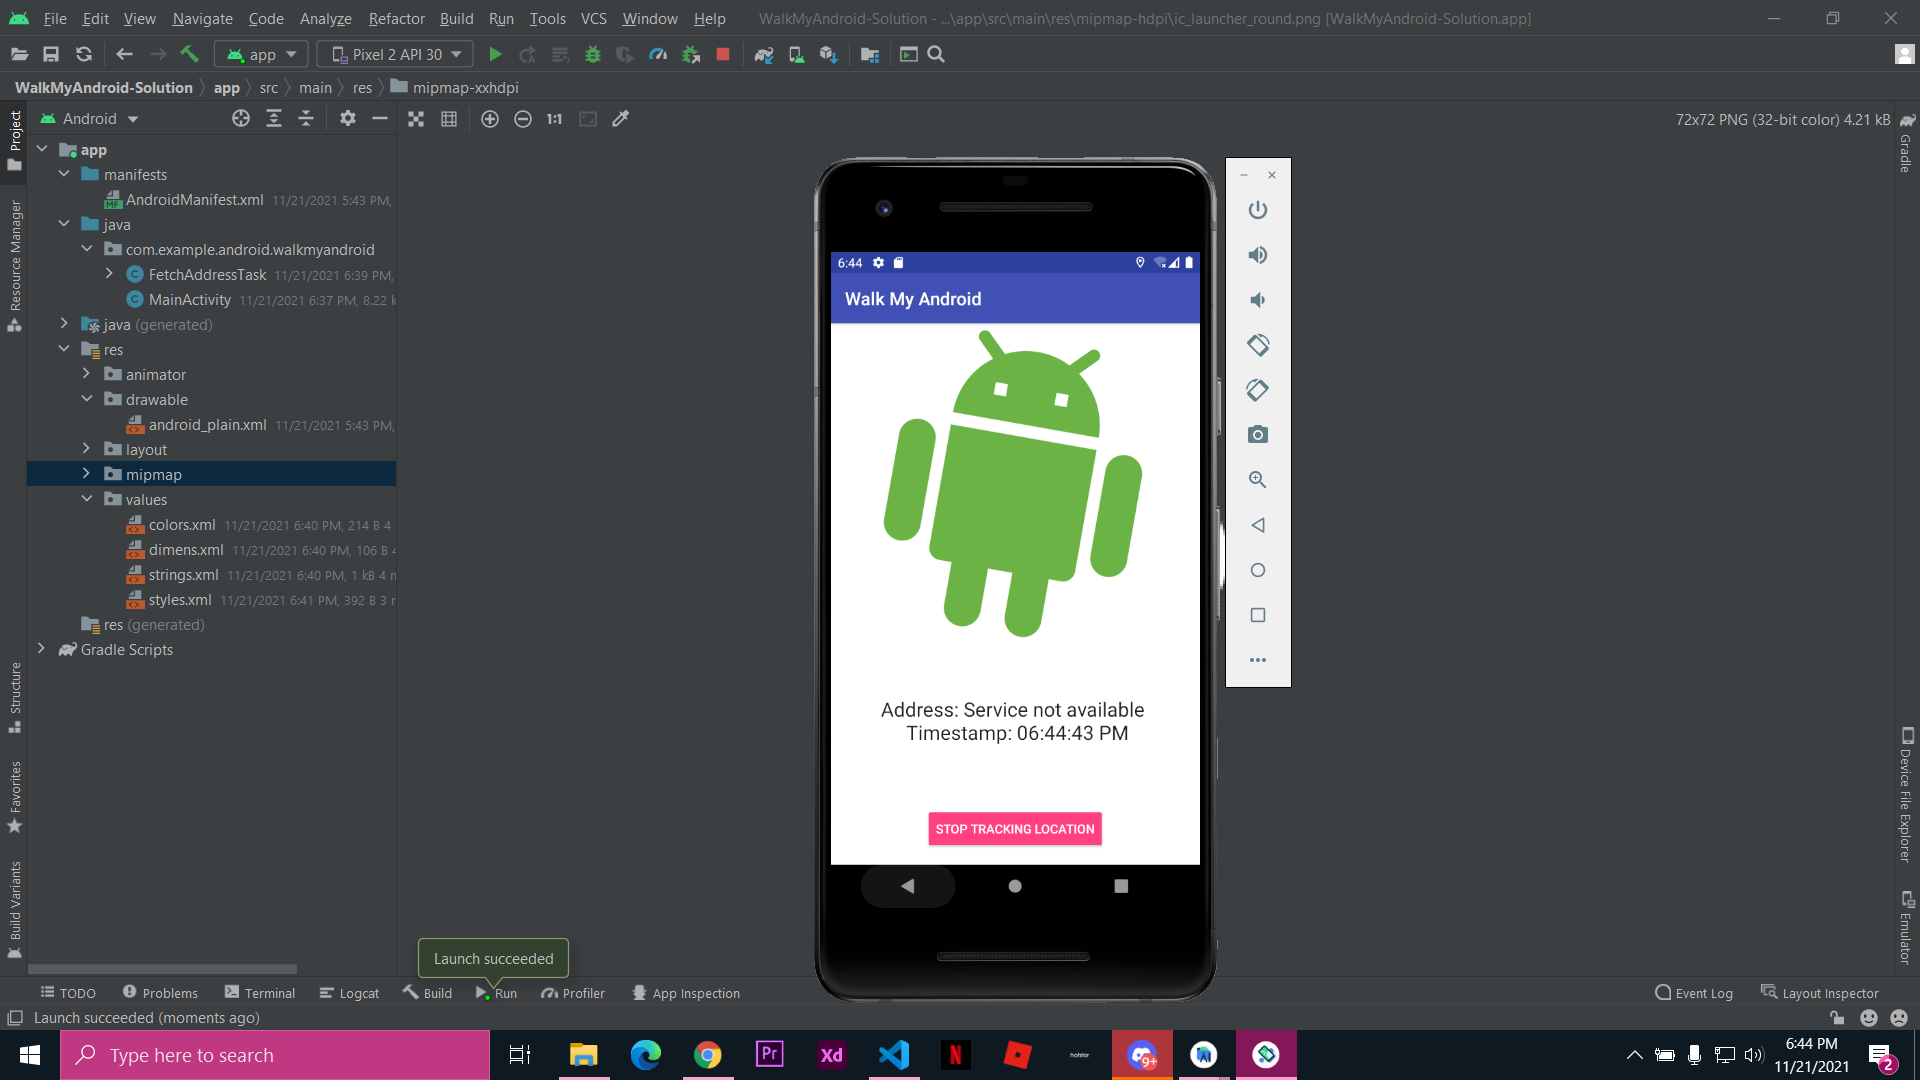 File Edit View Navigate Code Analyze Refactor Build Run Tools VCS Window Help WalkMyAndroid-Solution - ...\app\src\main\res\mipmap-hdpi\ic_launcher_round.png [WalkMyAndroid-Solution.app]
app Pixel 2 API 30
WalkMyAndroid-Solution app src main res mipmap-xxhdpi
Android 1:1 72x72 PNG (32-bit color) 4.21 kB
app
manifests
AndroidManifest.xml 11/21/2021 5:43 PM,
java
com.example.android.walkmyandroid
FetchAddressTask 11/21/2021 6:39 PM,
MainActivity 11/21/2021 6:37 PM, 8.22 k
java (generated)
res
animator
drawable
android_plain.xml 11/21/2021 5:43 PM,
layout
mipmap
values
colors.xml 11/21/2021 6:40 PM, 214 B 4
dimens.xml 11/21/2021 6:40 PM, 106 B 4
strings.xml 11/21/2021 6:40 PM, 1 kB 4 m
styles.xml 11/21/2021 6:41 PM, 392 B 3 m
res (generated)
Gradle Scripts
Project
Resource Manager
Structure
Favorites
Build Variants
6:44
Walk My Android
Address: Service not available
Timestamp: 06:44:43 PM
STOP TRACKING LOCATION
Gradle
Device File Explorer
Emulator
Launch succeeded
TODO Problems Terminal Logcat Build Run Profiler App Inspection Event Log Layout Inspector
Launch succeeded (moments ago)
Type here to search Pr Xd N hotstar 9+ 6:44 PM
11/21/2021 2